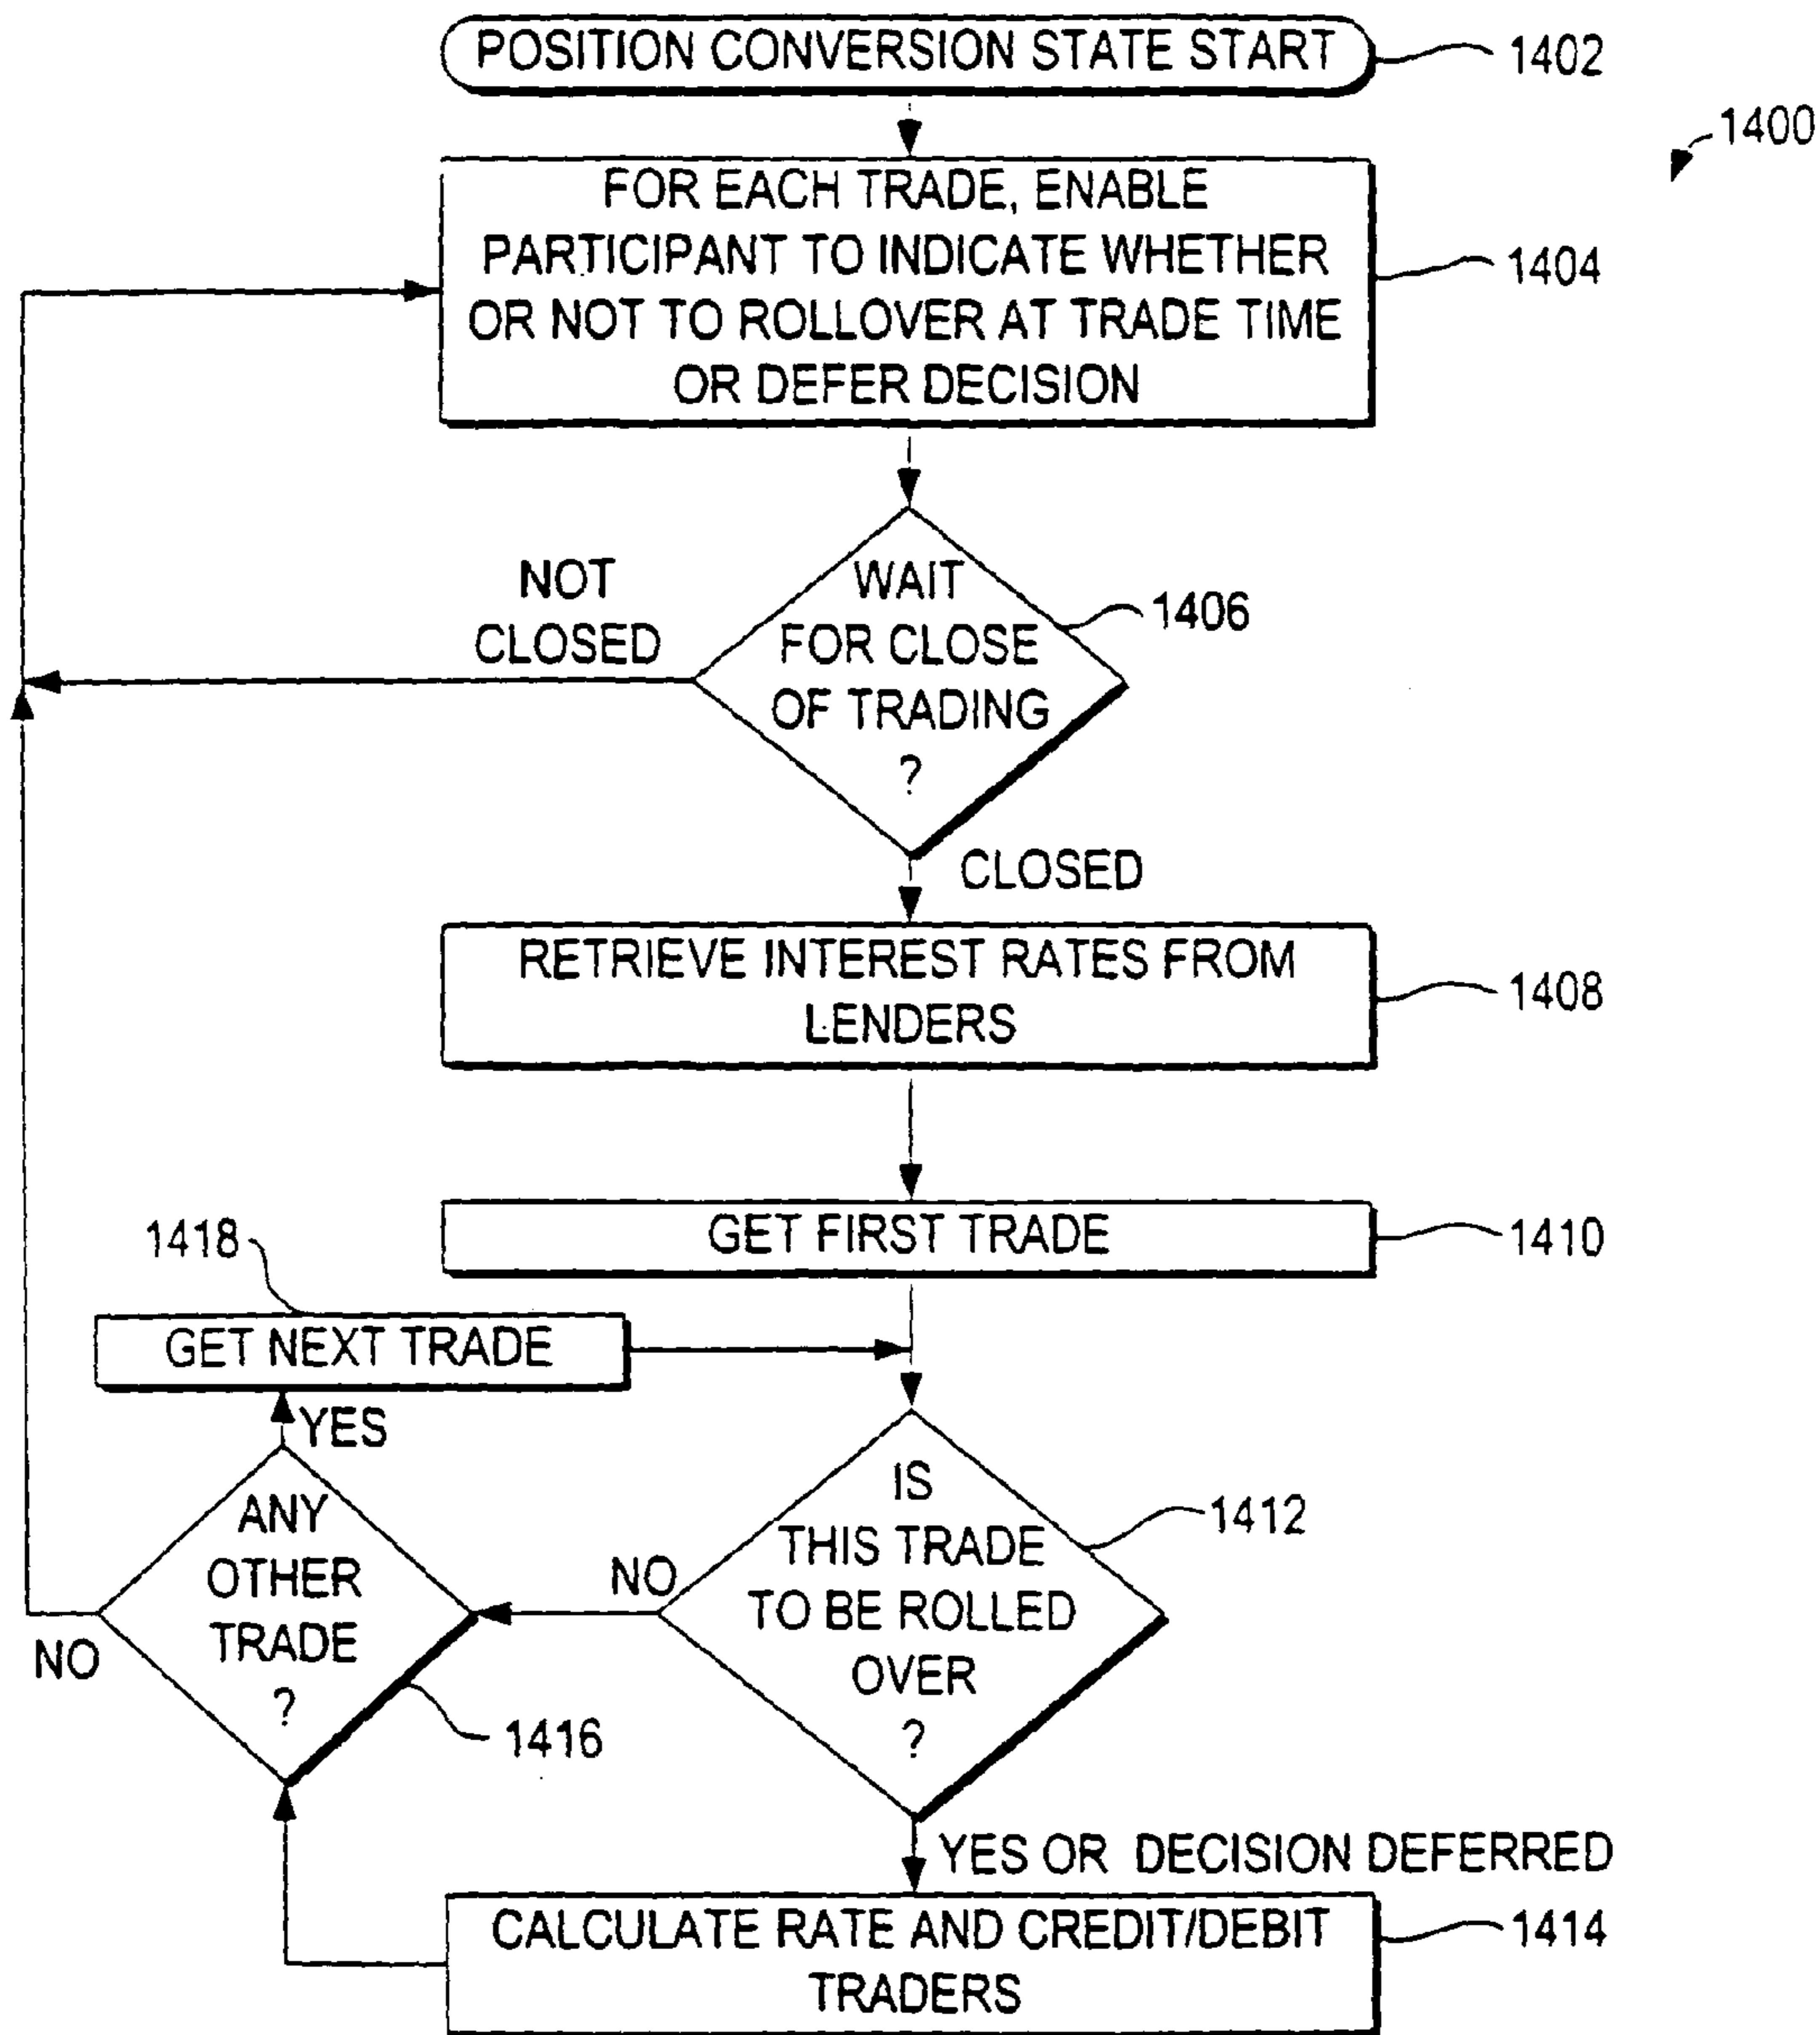 POSITION CONVERSION STATE START
1402
1400
FOR EACH TRADE, ENABLE
PARTICIPANT TO INDICATE WHETHER
OR NOT TO ROLLOVER AT TRADE TIME
OR DEFER DECISION
1404
NOT
CLOSED
WAIT
FOR CLOSE
OF TRADING
?
1406
CLOSED
RETRIEVE INTEREST RATES FROM
LENDERS
1408
GET FIRST TRADE
1410
1418
GET NEXT TRADE
YES
ANY
OTHER
TRADE
?
NO
1416
NO
IS
THIS TRADE
TO BE ROLLED
OVER
?
1412
YES OR DECISION DEFERRED
CALCULATE RATE AND CREDIT/DEBIT
TRADERS
1414